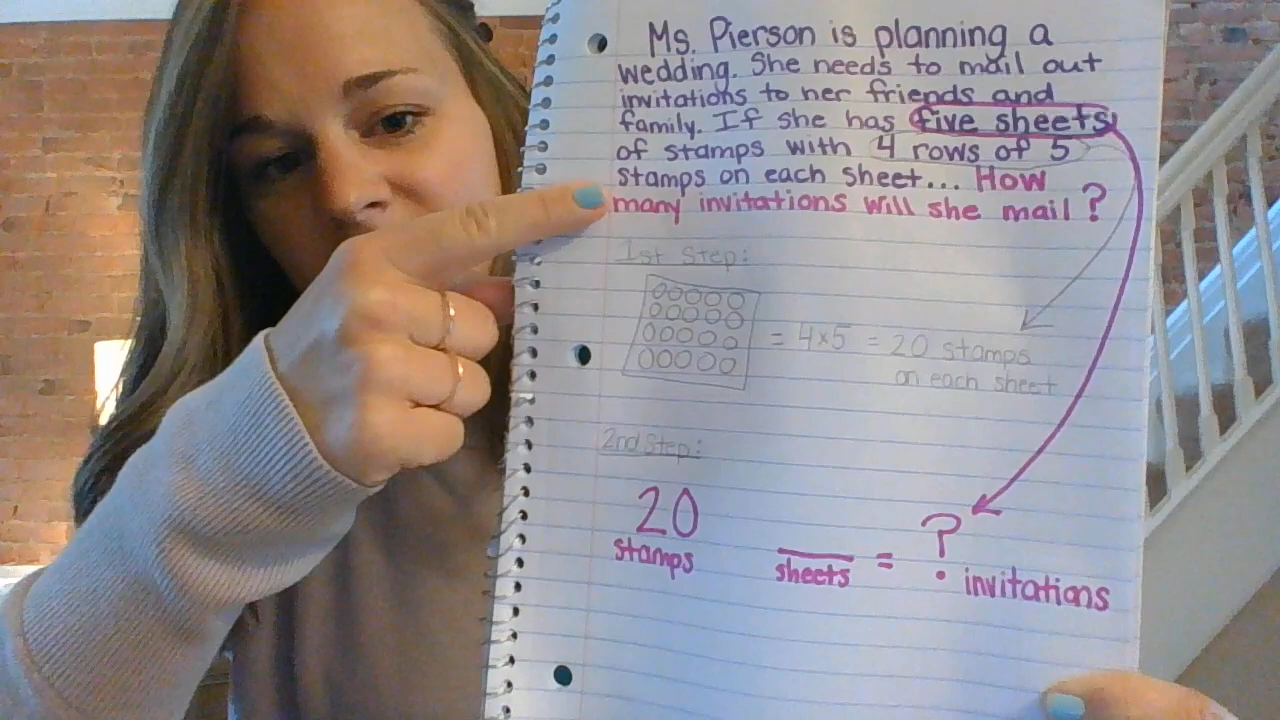 Ms. Pierson is planning a
wedding. She needs to mail out
invitations to her friends and
family. If she has five sheets
of stamps with 4 rows of 5
stamps on each sheet... How
many invitations will she mail?
1st Step:
= 4x5 = 20 stamps
on each sheet
2nd Step:
20
stamps
sheets = ? invitations